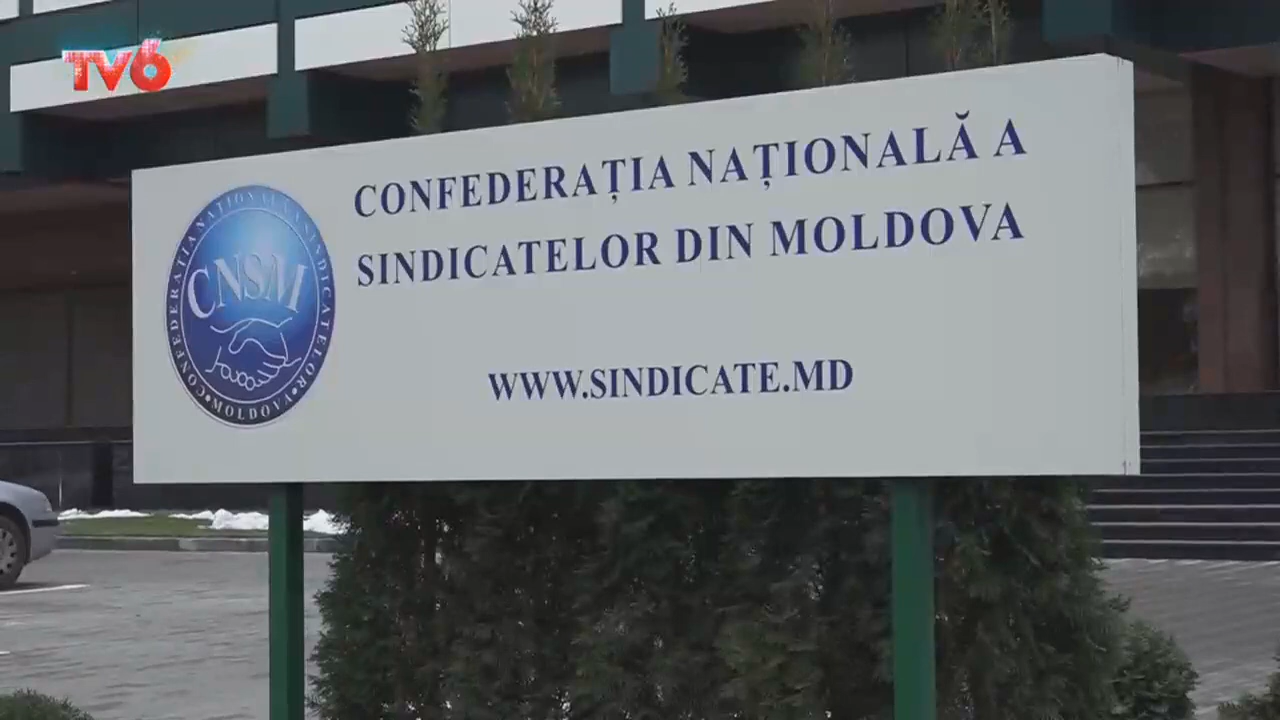 TV6
CONFEDERAȚIA NAȚIONALĂ A
SINDICATELOR DIN MOLDOVA
WWW.SINDICATE.MD
CONFEDERAȚIA NAȚIONALĂ A SINDICATELOR
CNSM
•MOLDOVA•